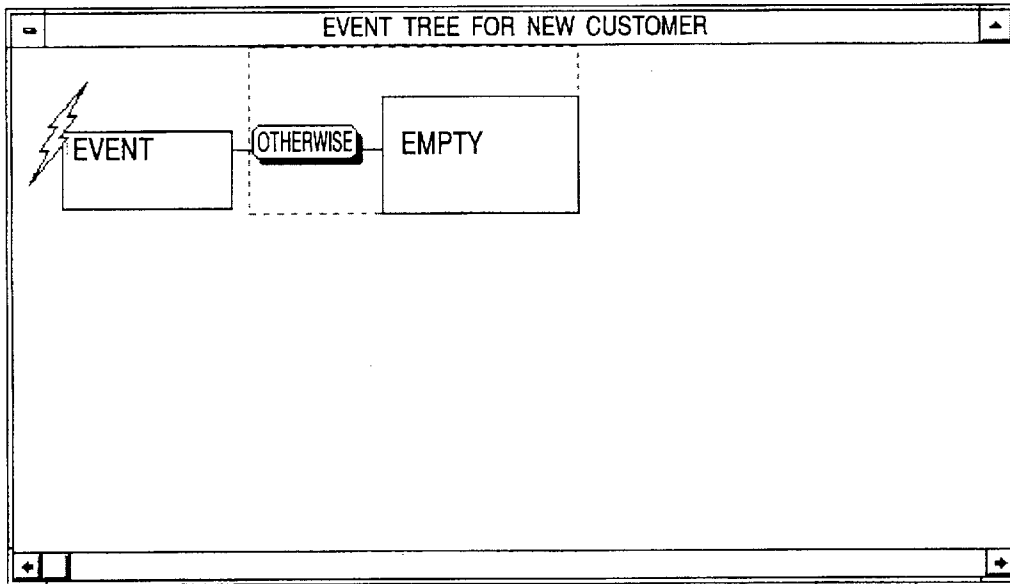 EVENT TREE FOR NEW CUSTOMER
EVENT
OTHERWISE
EMPTY